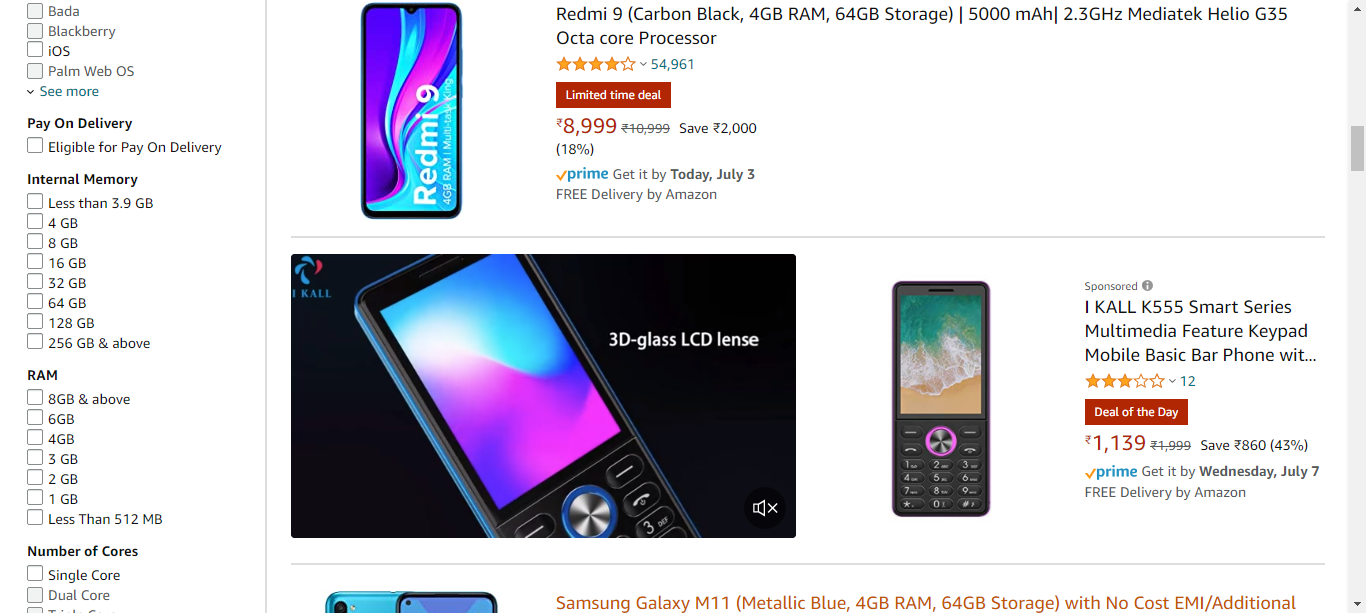 Bada
Blackberry
iOS
Palm Web OS
See more
Pay On Delivery
Eligible for Pay On Delivery
Internal Memory
Less than 3.9 GB
4 GB
8 GB
16 GB
32 GB
64 GB
128 GB
256 GB & above
RAM
8GB & above
6GB
4GB
3 GB
2 GB
1 GB
Less Than 512 MB
Number of Cores
Single Core
Dual Core
Redmi 9
4GB RAM | Multi-task King
Redmi 9 (Carbon Black, 4GB RAM, 64GB Storage) | 5000 mAh| 2.3GHz Mediatek Helio G35
Octa core Processor
54,961
Limited time deal
₹8,999 ₹10,999 Save ₹2,000
(18%)
prime Get it by Today, July 3
FREE Delivery by Amazon
I KALL
3D-glass LCD lense
3 DEF
Sponsored
I KALL K555 Smart Series
Multimedia Feature Keypad
Mobile Basic Bar Phone wit...
12
Deal of the Day
₹1,139 ₹1,999 Save ₹860 (43%)
prime Get it by Wednesday, July 7
FREE Delivery by Amazon
Samsung Galaxy M11 (Metallic Blue, 4GB RAM, 64GB Storage) with No Cost EMI/Additional